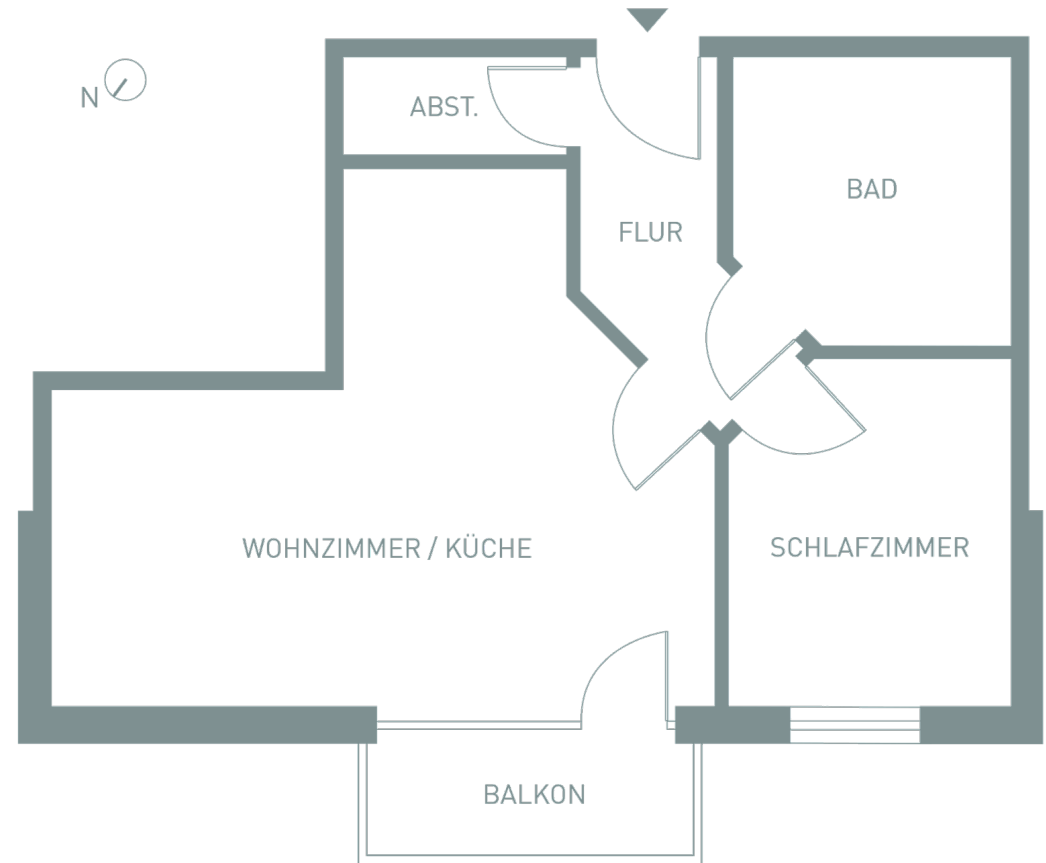 N
ABST.
BAD
FLUR
WOHNZIMMER / KÜCHE
SCHLAFZIMMER
BALKON